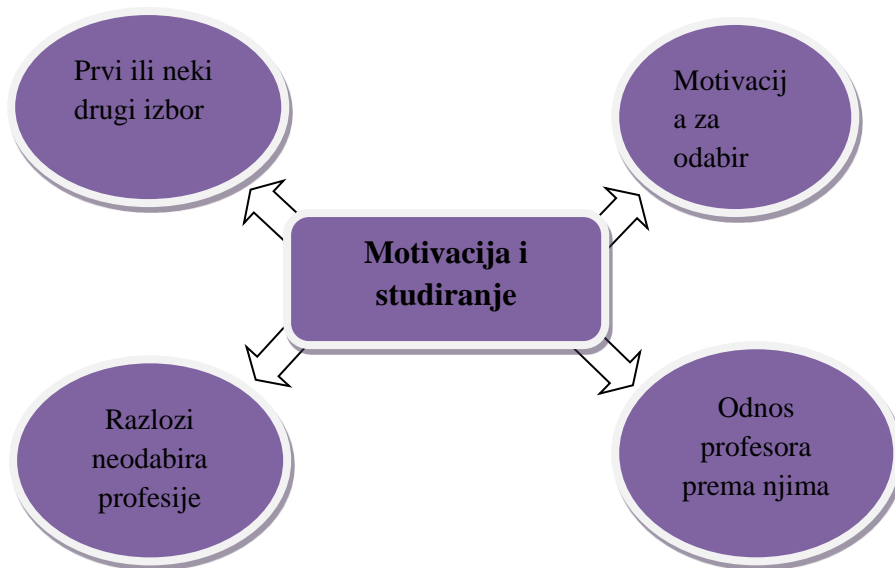 Prvi ili neki
drugi izbor
Motivacij
a za
odabir
Motivacija i
studiranje
Razlozi
neodabira
profesije
Odnos
profesora
prema njima